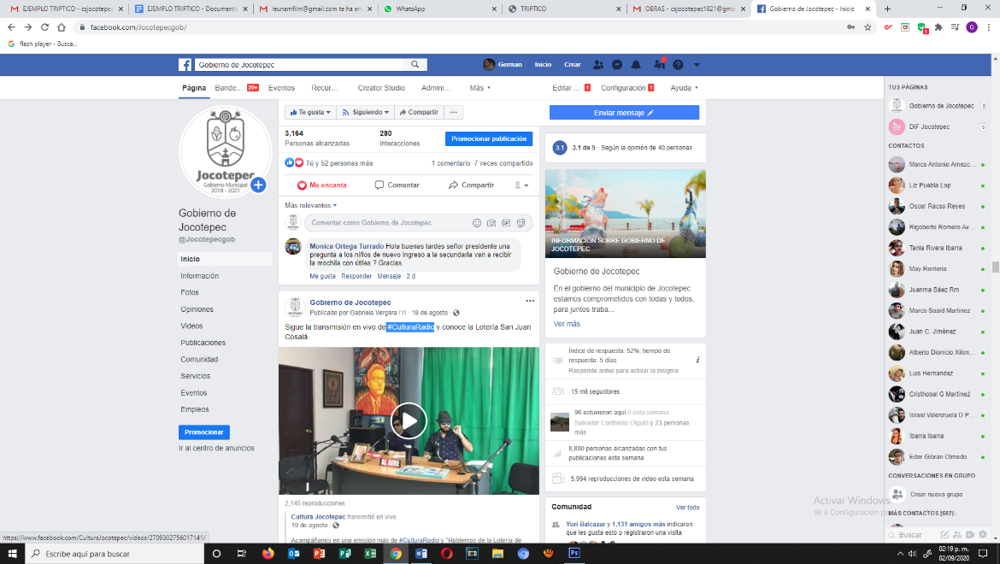 EJEMPLO TRIPTICO - csjocotepec
EJEMPLO TRIPTICO - Documento
leunamfilm@gmail.com te ha en
WhatsApp
TRIPTICO
OBRAS - csjocotepec1821@gma
Gobierno de Jocotepec - Inicio
facebook.com/Jocotepecgob/
flash player - Busca...
Gobierno de Jocotepec
German
Inicio
Crear
Página
Bande...
20+
Eventos
Recur...
Creator Studio
Admini...
Más
Editar ...
1
Configuración
1
Ayuda
Jocotepec
Gobierno Municipal
2018 - 2021
Gobierno de
Jocotepec
@Jocotepecgob
Inicio
Información
Fotos
Opiniones
Videos
Publicaciones
Comunidad
Servicios
Eventos
Empleos
Promocionar
Ir al centro de anuncios
Te gusta
Siguiendo
Compartir
3,164
Personas alcanzadas
280
Interacciones
Promocionar publicación
Tú y 52 personas más
1 comentario 7 veces compartido
Me encanta
Comentar
Compartir
Más relevantes
Comentar como Gobierno de Jocotepec
GIF
Monica Ortega Turrado Hola buenas tardes señor presidente una
pregunta a los niños de nuevo ingreso a la secundaria van a recibir
la mochila con útiles ? Gracias.
Me gusta Responder Mensaje 2 d
Gobierno de Jocotepec
Publicado por Gabriela Vergara [?] · 19 de agosto ·
Sigue la transmisión en vivo de #CulturaRadio y conoce la Lotería San Juan
Cosalá
AL AIRE
2,145 reproducciones
Cultura Jocotepec transmitió en vivo.
19 de agosto ·
Acompáñanos en una emisión más de #CulturaRadio y "Hablemos de la Lotería de
Enviar mensaje
3.1
3.1 de 5 · Según la opinión de 40 personas
INFORMACIÓN SOBRE GOBIERNO DE
JOCOTEPEC
Gobierno de Jocotepec
En el gobierno del municipio de Jocotepec
estamos comprometidos con todas y todos,
para juntos traba...
Ver más
Índice de respuesta: 52%, tiempo de
respuesta: 5 días
Responde antes para activar la insignia
15 mil seguidores
96 estuvieron aquí 0 esta semana
Salvador Contreras Olguín y 23 personas
más
8,880 personas alcanzadas con tus
publicaciones esta semana
5,994 reproducciones de video esta semana
Comunidad
Ver todo
Yuri Balcazar y 1,131 amigos más indicaron
que les gusta esto o registraron una visita
TUS PÁGINAS
Gobierno de Jocotepec
0
DIF Jocotepec
5
CONTACTOS
Marco Antonio Amezc...
Liz Puebla Lop
Oscar Racso Reyes
Rigoberto Romero Av...
Tania Rivera Ibarra
May Renteria
Juanma Báez Rm
Marco Saaid Martinez
Juan C. Jiménez
Alberto Dionicio Xilon...
Luis Hernandez
Cristhobal G Martínez
Israel Valenzuela D P...
Ibarra Ibarra
Eder Gibran Olmedo
CONVERSACIONES EN GRUPO
Crear nuevo grupo
MÁS CONTACTOS (567)
Buscar
Activar Windows
Ve a Configuración
https://www.facebook.com/CulturaJocotepec/videos/2709302756017141/
Escribe aquí para buscar
02:19 p. m.
02/09/2020